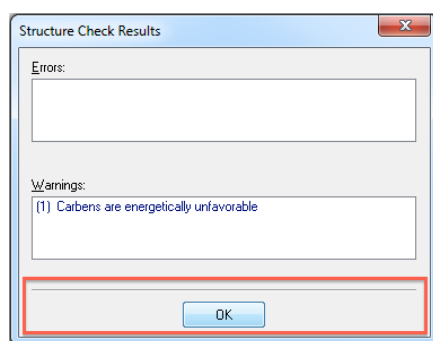 Structure Check Results
Errors:
Warnings:
(1) Carbens are energetically unfavorable
OK